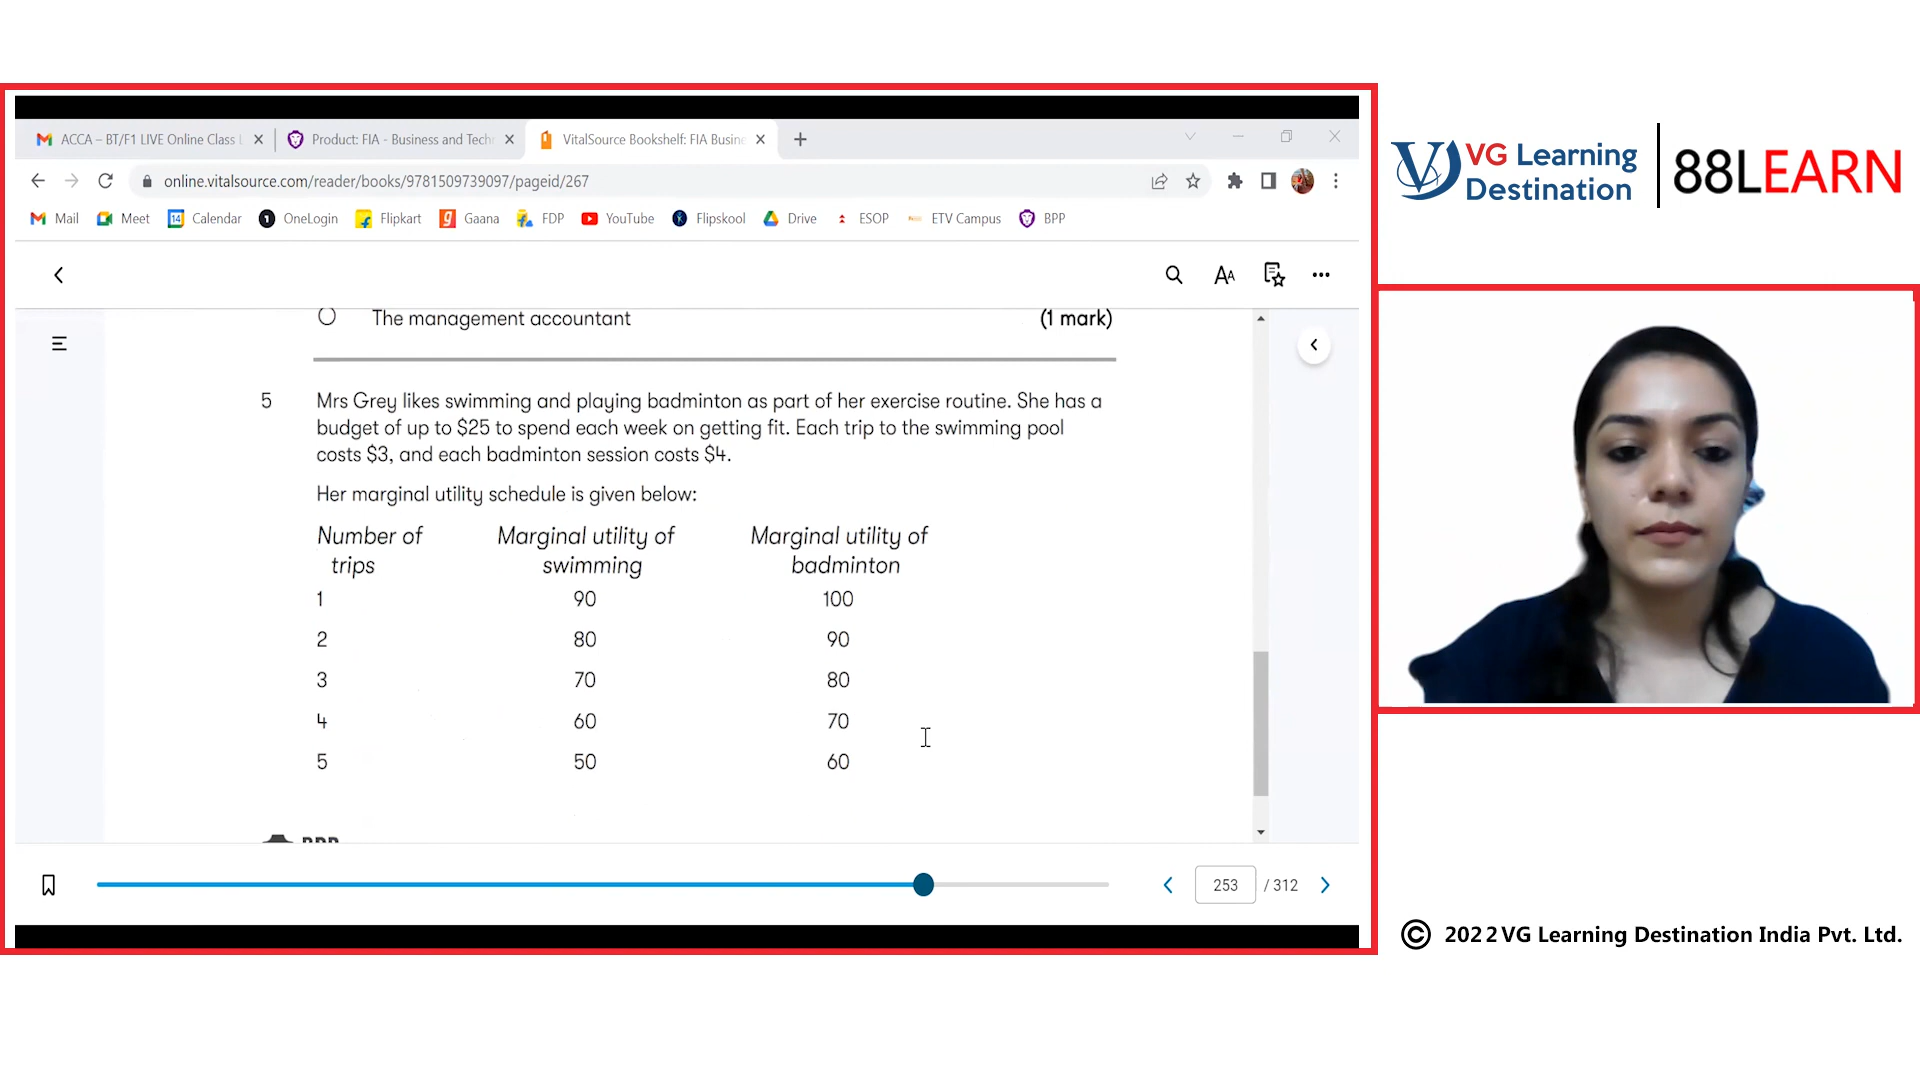 ACCA – BT/F1 LIVE Online Class L
Product: FIA - Business and Techn
VitalSource Bookshelf: FIA Busine
online.vitalsource.com/reader/books/9781509739097/pageid/267
Mail Meet 14 Calendar 1 OneLogin Flipkart Gaana FDP YouTube Flipskool Drive ESOP ETV Campus BPP
AA
The management accountant (1 mark)
5 Mrs Grey likes swimming and playing badminton as part of her exercise routine. She has a
budget of up to $25 to spend each week on getting fit. Each trip to the swimming pool
costs $3, and each badminton session costs $4.
Her marginal utility schedule is given below:
Number of Marginal utility of Marginal utility of
trips swimming badminton
1 90 100
2 80 90
3 70 80
4 60 70
5 50 60
BPP
253 / 312
VG Learning
Destination
88LEARN
© 2022 VG Learning Destination India Pvt. Ltd.